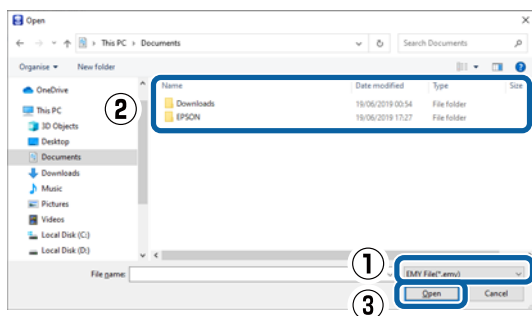 Open
This PC › Documents
Search Documents
Organise
New folder
OneDrive
This PC
3D Objects
Desktop
Documents
Downloads
Music
Pictures
Videos
Local Disk (C:)
Local Disk (D:)
②
Name Date modified Type Size
Downloads 19/06/2019 00:54 File folder
EPSON 19/06/2019 17:27 File folder
①
File name:
EMY File(*.emy)
③
Open
Cancel